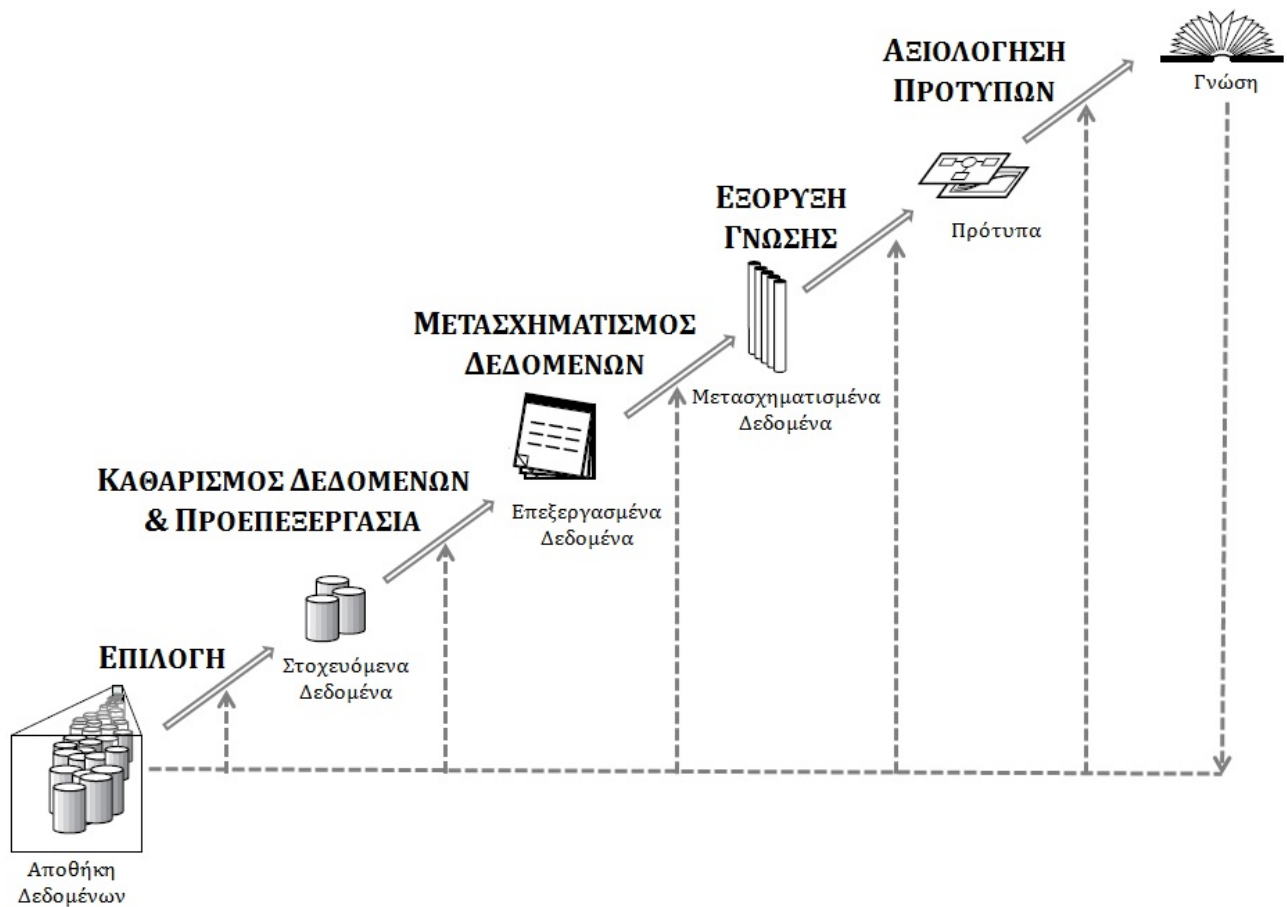 ΑΞΙΟΛΟΓΗΣΗ
ΠΡΟΤΥΠΩΝ
Γνώση
ΕΞΟΡΥΞΗ
ΓΝΩΣΗΣ
Πρότυπα
ΜΕΤΑΣΧΗΜΑΤΙΣΜΟΣ
ΔΕΔΟΜΕΝΩΝ
Μετασχηματισμένα
Δεδομένα
ΚΑΘΑΡΙΣΜΟΣ ΔΕΔΟΜΕΝΩΝ
& ΠΡΟΕΠΕΞΕΡΓΑΣΙΑ
Επεξεργασμένα
Δεδομένα
ΕΠΙΛΟΓΗ
Στοχευόμενα
Δεδομένα
Αποθήκη
Δεδομένων